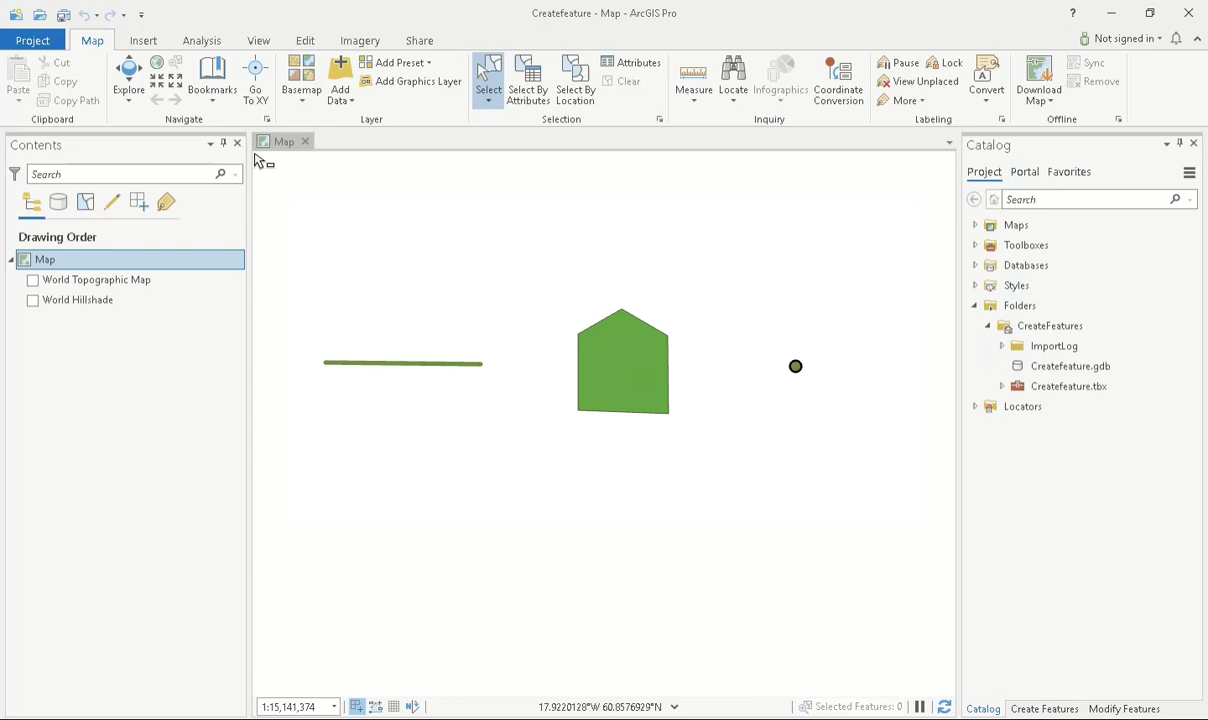 Createfeature - Map - ArcGIS Pro
?
Project Map Insert Analysis View Edit Imagery Share
Not signed in
Paste Cut Copy Copy Path
Clipboard
Explore Bookmarks Go To XY
Navigate
Basemap Add Data Add Preset Add Graphics Layer
Layer
Select Select By Attributes Select By Location Attributes Clear
Selection
Measure Locate Infographics Coordinate Conversion
Inquiry
Pause Lock View Unplaced More Convert
Labeling
Download Map Sync Remove
Offline
Contents
Search
Drawing Order
Map
World Topographic Map
World Hillshade
Map
1:15,141,374
17.9220128°W 60.8576929°N
Selected Features: 0
Catalog
Project Portal Favorites
Search
Maps
Toolboxes
Databases
Styles
Folders
CreateFeatures
ImportLog
Createfeature.gdb
Createfeature.tbx
Locators
Catalog Create Features Modify Features